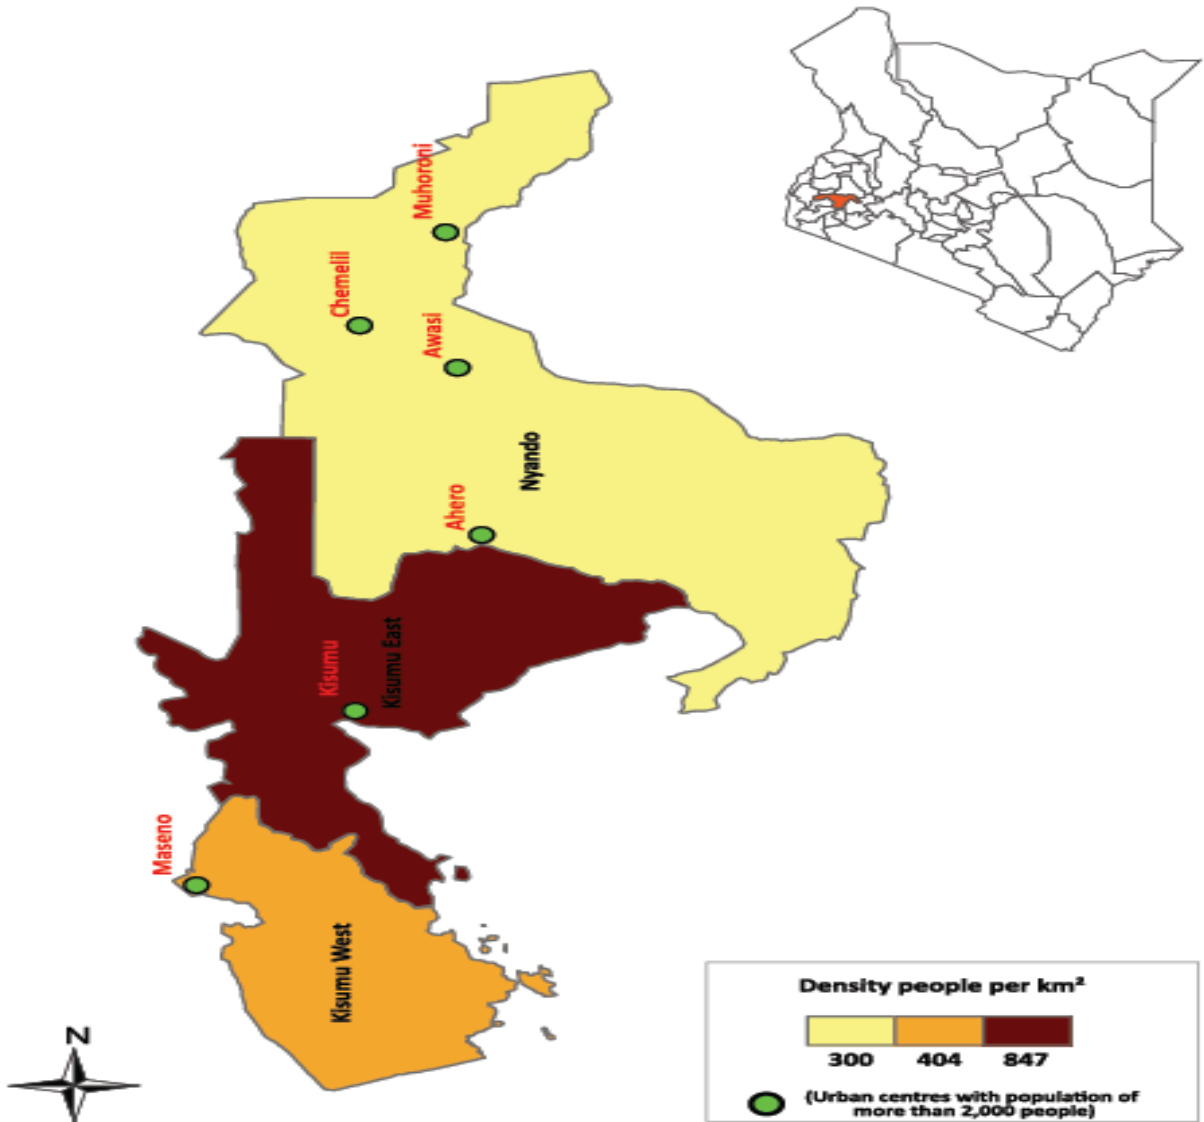 Muhoroni
Chemelil
Awasi
Nyando
Ahero
Kisumu
Kisumu East
Maseno
Kisumu West
N
Density people per km²
300 404 847
(Urban centres with population of
more than 2,000 people)